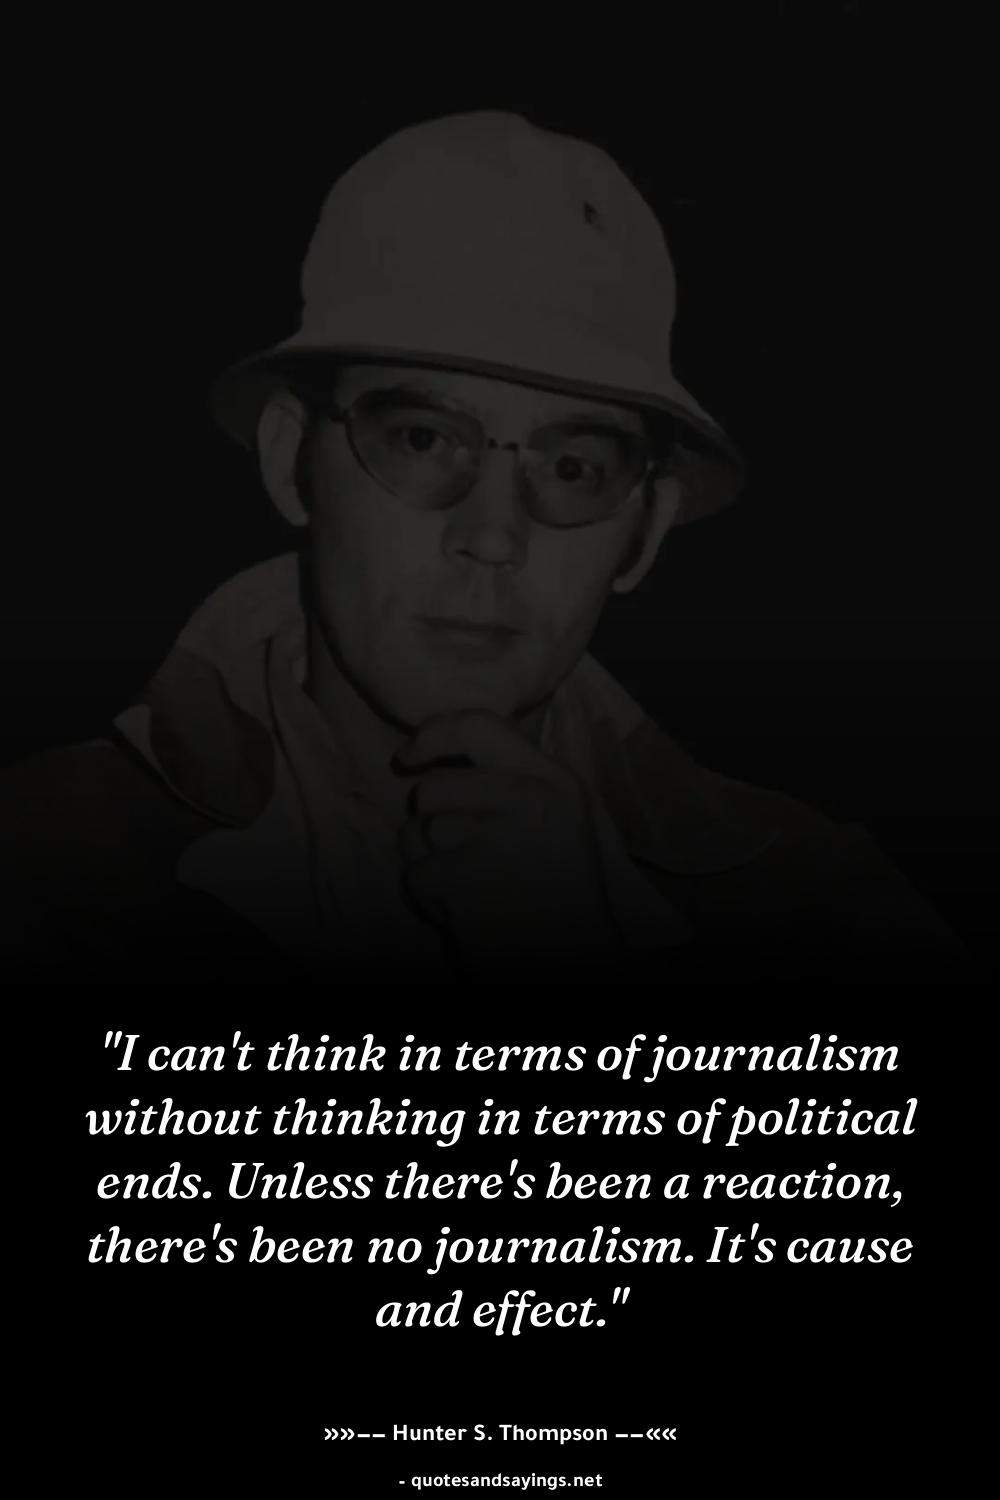 "I can't think in terms of journalism
without thinking in terms of political
ends. Unless there's been a reaction,
there's been no journalism. It's cause
and effect."
»»−− Hunter S. Thompson −−««
- quotesandsayings.net